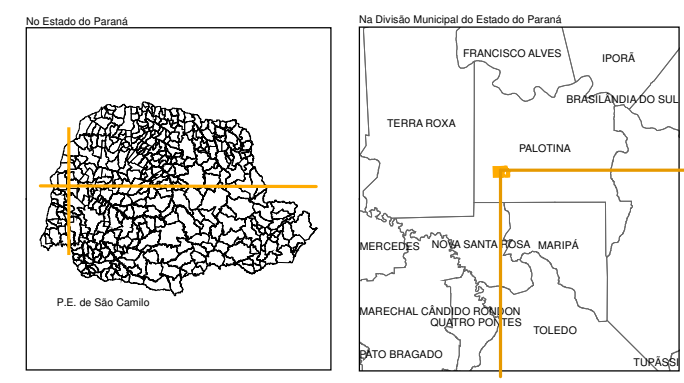 No Estado do Paraná
P.E. de São Camilo
Na Divisão Municipal do Estado do Paraná
FRANCISCO ALVES
IPORÃ
BRASILÂNDIA DO SUL
TERRA ROXA
PALOTINA
MERCEDES
NOVA SANTA ROSA
MARIPÁ
MARECHAL CÂNDIDO RONDON
QUATRO PONTES
TOLEDO
PATO BRAGADO
TUPÃSSI